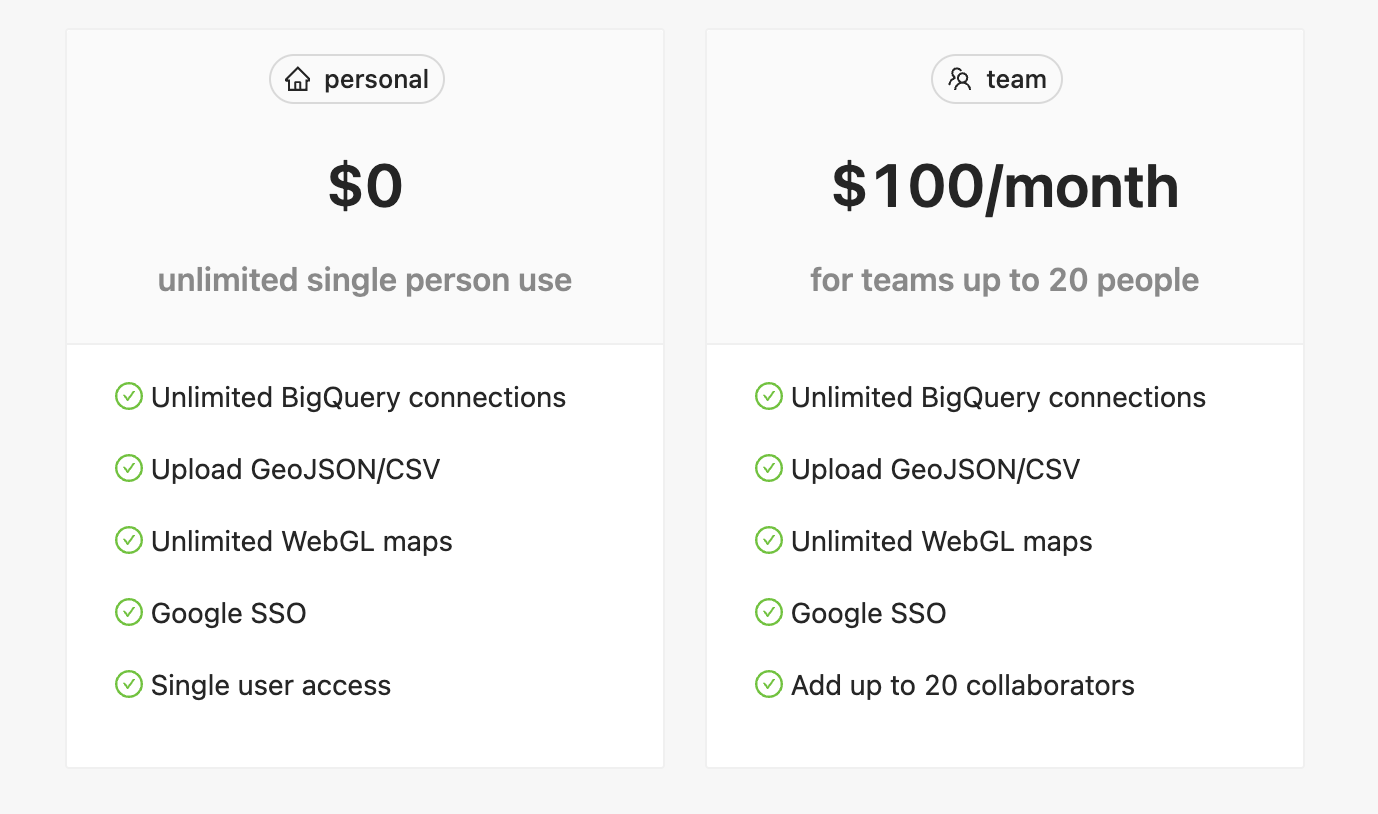 personal
$0
unlimited single person use
Unlimited BigQuery connections
Upload GeoJSON/CSV
Unlimited WebGL maps
Google SSO
Single user access
team
$100/month
for teams up to 20 people
Unlimited BigQuery connections
Upload GeoJSON/CSV
Unlimited WebGL maps
Google SSO
Add up to 20 collaborators